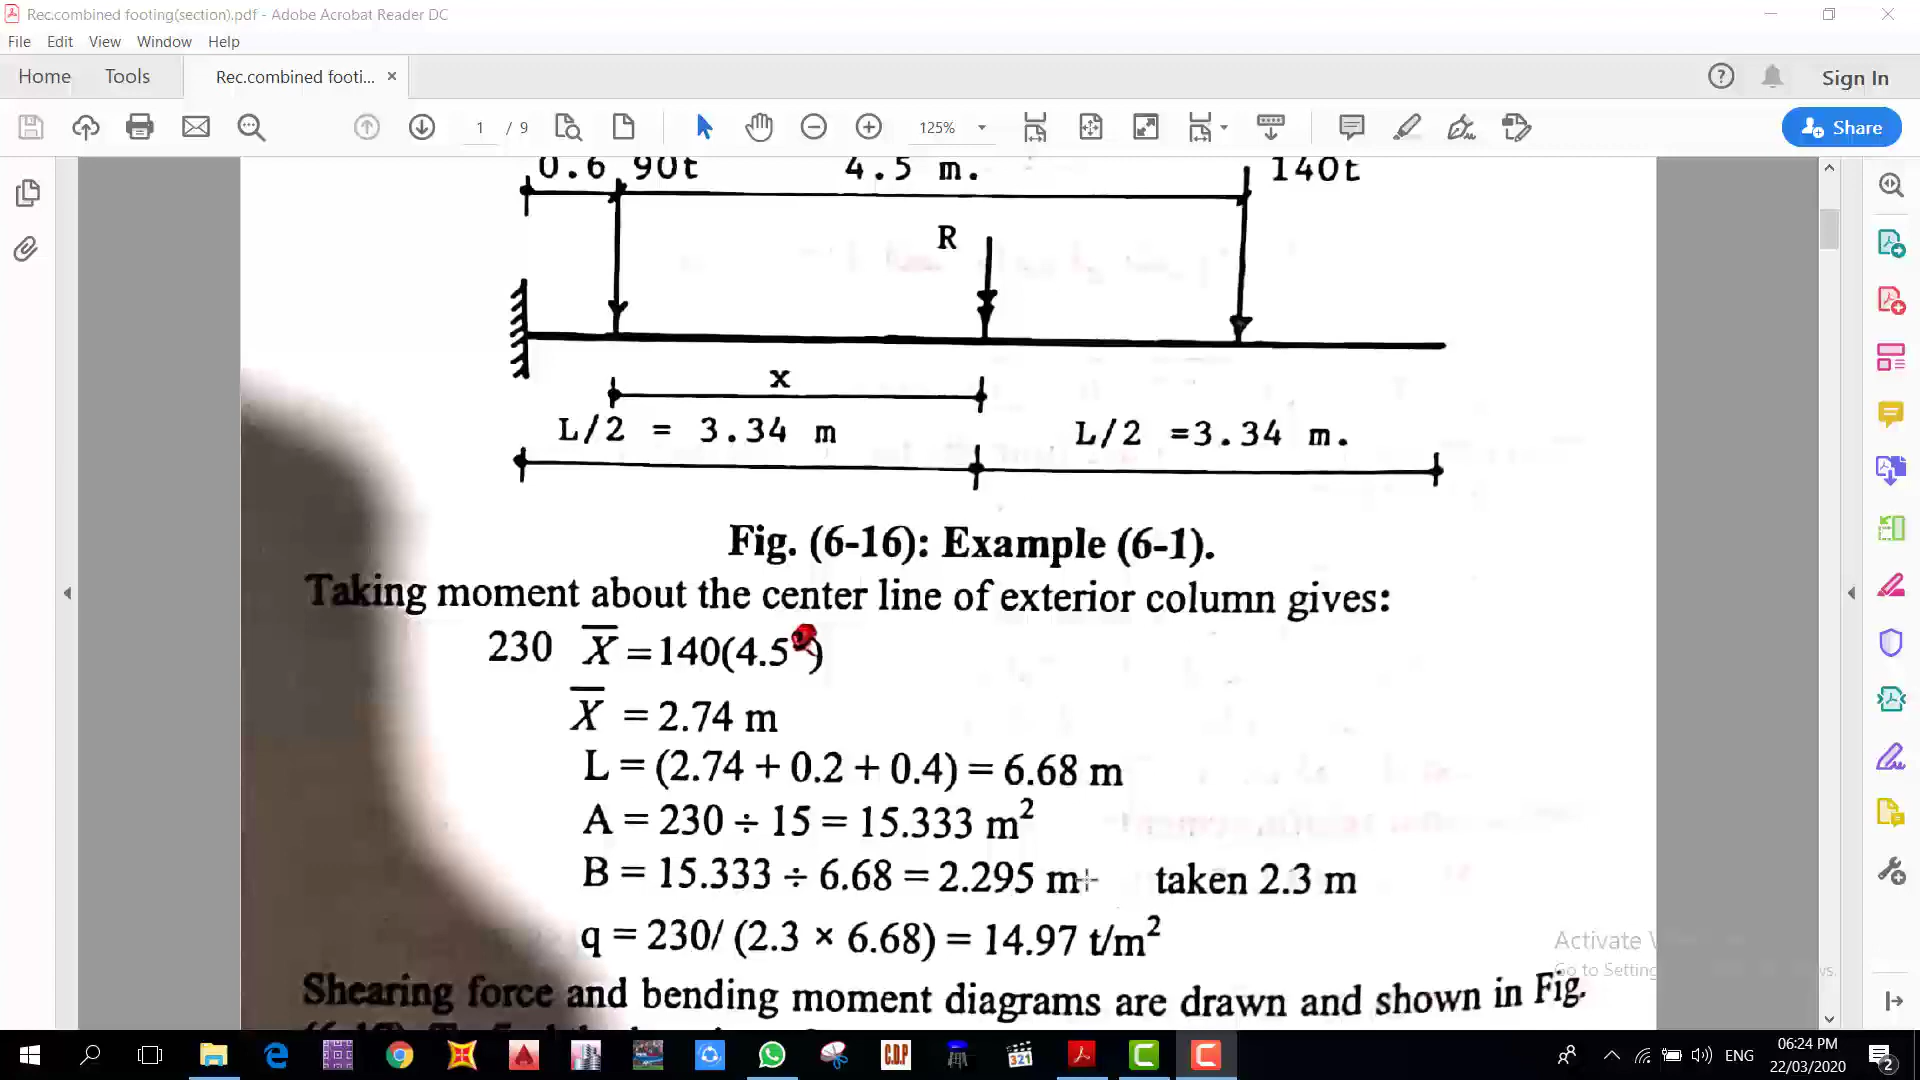 Rec.combined footing(section).pdf - Adobe Acrobat Reader DC
File Edit View Window Help
Home Tools Rec.combined footi... × Sign In
1 / 9 125% Share
0.6 90t 4.5 m. 140t
R
x
L/2 = 3.34 m L/2 =3.34 m.
Fig. (6-16): Example (6-1).
Taking moment about the center line of exterior column gives:
230 X̅ = 140(4.5 )
X̅ = 2.74 m
L = (2.74 + 0.2 + 0.4) = 6.68 m
A = 230 ÷ 15 = 15.333 m²
B = 15.333 ÷ 6.68 = 2.295 m taken 2.3 m
q = 230/ (2.3 × 6.68) = 14.97 t/m²
Activate
Go to Setting
Shearing force and bending moment diagrams are drawn and shown in Fig.
C.D.P
321
ENG
06:24 PM
22/03/2020
2